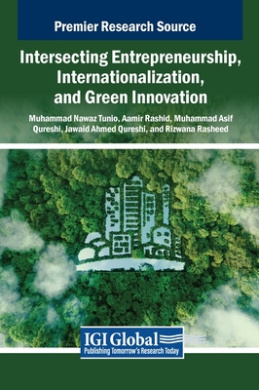 Premier Research Source
Intersecting Entrepreneurship,
Internationalization,
and Green Innovation
Muhammad Nawaz Tunio, Aamir Rashid, Muhammad Asif
Qureshi, Jawaid Ahmed Qureshi, and Rizwana Rasheed
IGI Global
Publishing Tomorrow's Research Today